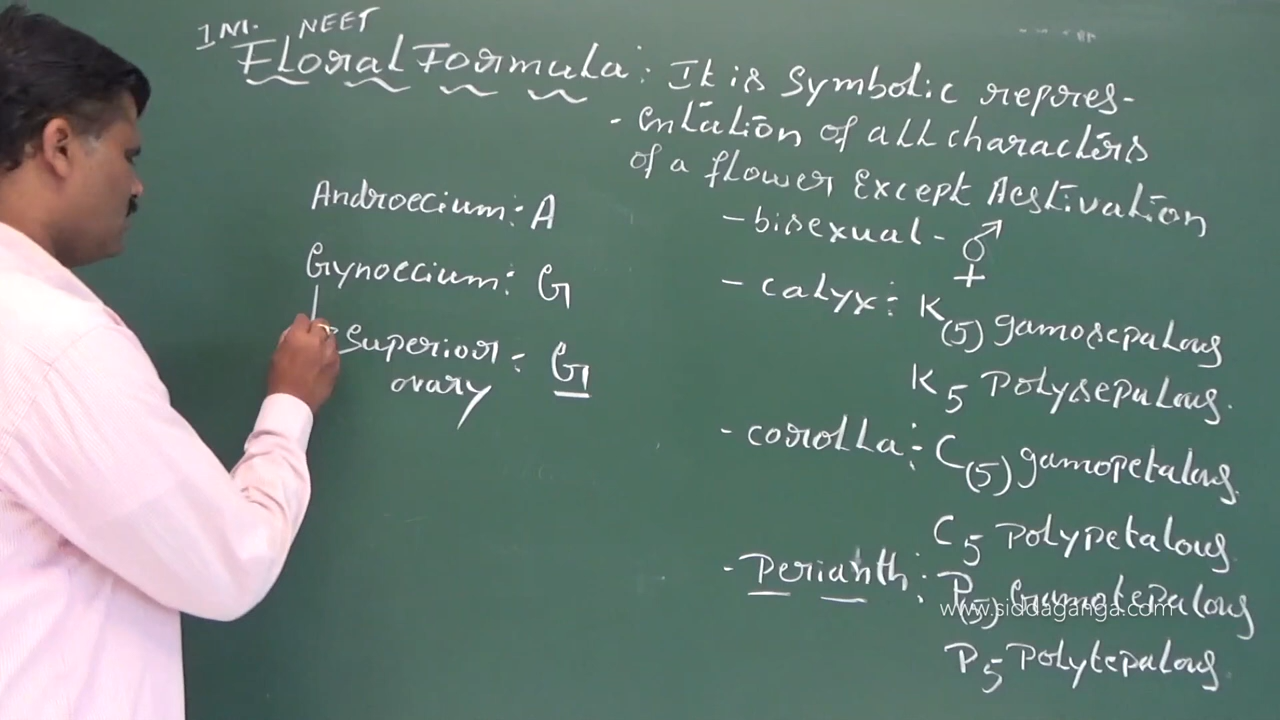 NEET
Floral Formula: It is Symbolic repres-
- entation of all characters
of a flower Except Aestivation
Androecium: A
- bisexual - ⚥
Gynoecium: G
- calyx: K(5) gamosepalous
Superior ovary: G
K5 Polysepalous.
- corolla: C(5) gamopetalous.
C5 polypetalous.
- Perianth: P(5) Gamotepalous
www.siddaganga.com
P5 Polytepalous.